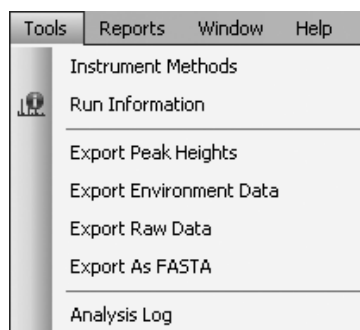 Tools Reports Window Help
Instrument Methods
Run Information
Export Peak Heights
Export Environment Data
Export Raw Data
Export As FASTA
Analysis Log